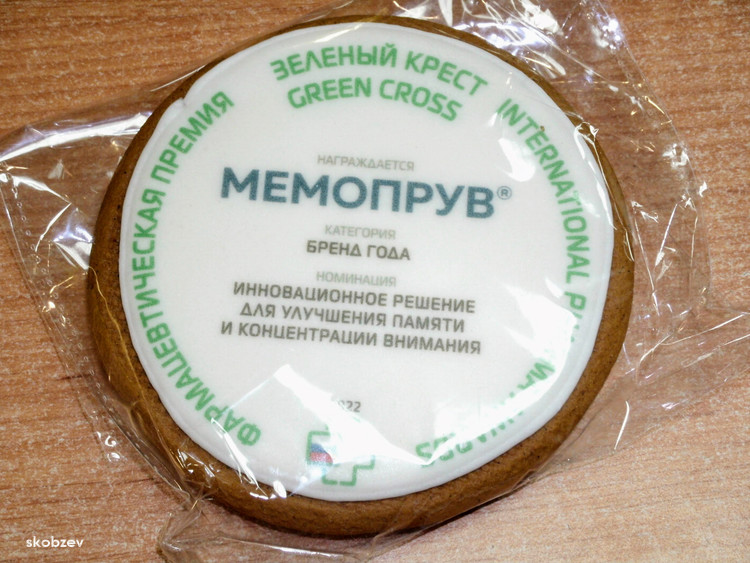 ЗЕЛЕНЫЙ КРЕСТ
GREEN CROSS
ФАРМАЦЕВТИЧЕСКАЯ ПРЕМИЯ
INTERNATIONAL
AWARDS
НАГРАЖДАЕТСЯ
МЕМОПРУВ®
КАТЕГОРИЯ
БРЕНД ГОДА
НОМИНАЦИЯ
ИННОВАЦИОННОЕ РЕШЕНИЕ
ДЛЯ УЛУЧШЕНИЯ ПАМЯТИ
И КОНЦЕНТРАЦИИ ВНИМАНИЯ
skobzev